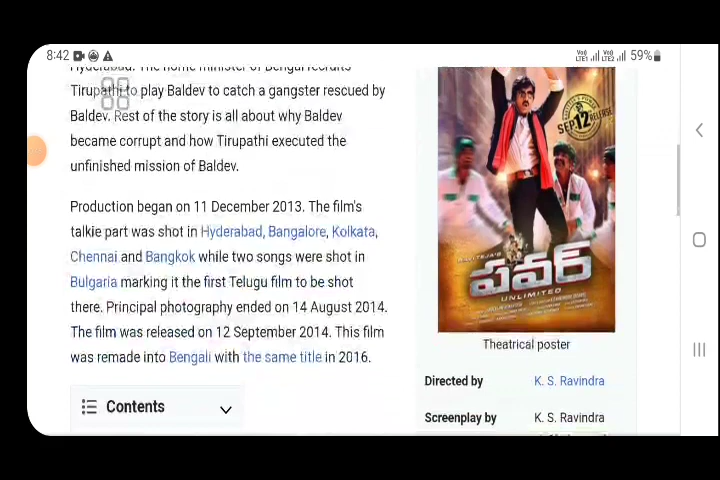 8:42
LTE1 LTE2 59%
Tirupathi to play Baldev to catch a gangster rescued by
Baldev. Rest of the story is all about why Baldev
became corrupt and how Tirupathi executed the
unfinished mission of Baldev.
Production began on 11 December 2013. The film's
talkie part was shot in Hyderabad, Bangalore, Kolkata,
Chennai and Bangkok while two songs were shot in
Bulgaria marking it the first Telugu film to be shot
there. Principal photography ended on 14 August 2014.
The film was released on 12 September 2014. This film
was remade into Bengali with the same title in 2016.
Contents
SEP 12 RELEASE
పవర్
UNLIMITED
Theatrical poster
Directed by K. S. Ravindra
Screenplay by K. S. Ravindra